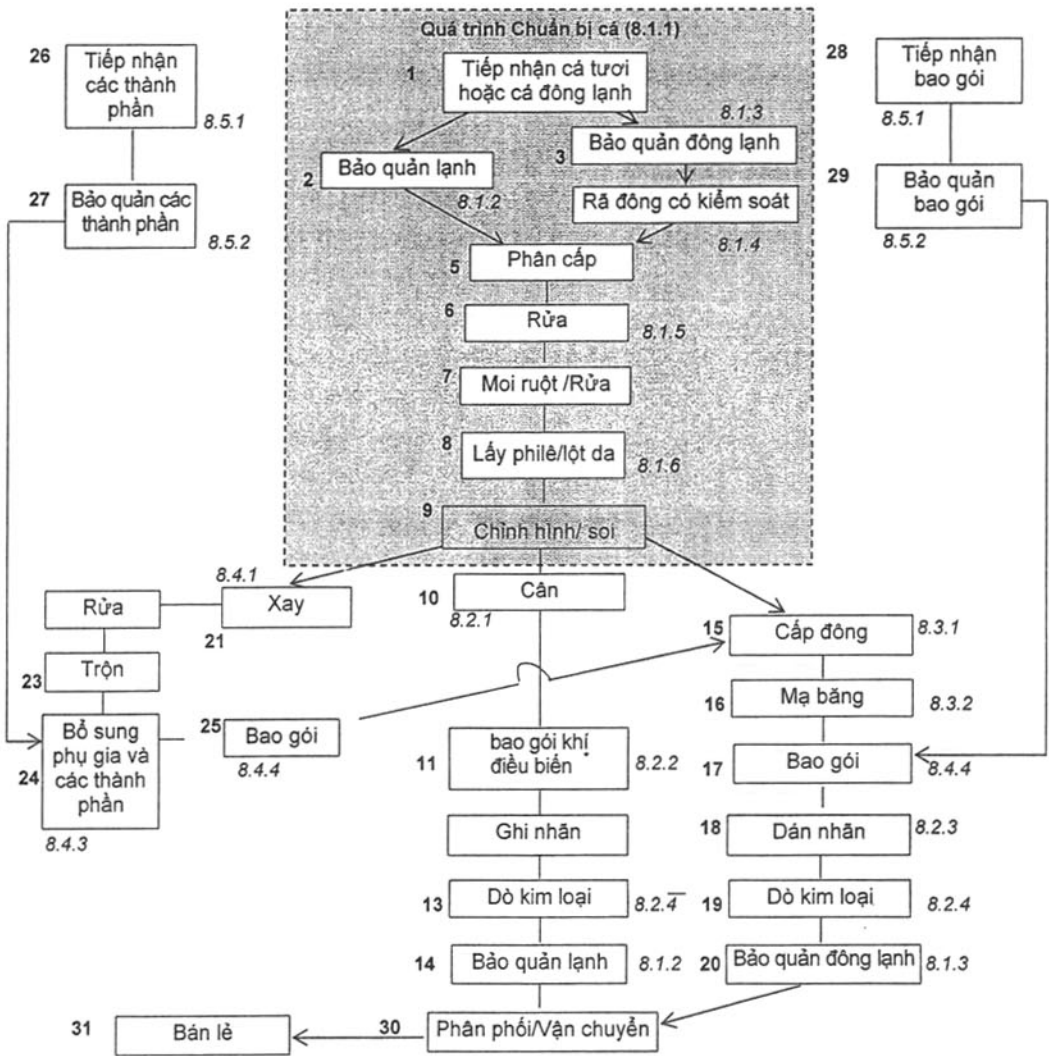 Quá trình Chuẩn bị cá (8.1.1)
26
Tiếp nhận
các thành
phần
8.5.1
1
Tiếp nhận cá tươi
hoặc cá đông lạnh
28
Tiếp nhận
bao gói
8.5.1
8.1.3
2
Bảo quản lạnh
8.1.2
3
Bảo quản đông lạnh
Rã đông có kiểm soát
8.1.4
27
Bảo quản các
thành phần
8.5.2
29
Bảo quản
bao gói
8.5.2
5
Phân cấp
6
Rửa
8.1.5
7
Moi ruột /Rửa
8
Lấy philê/lột da
8.1.6
9
Chỉnh hình/ soi
8.4.1
Rửa
Xay
21
10
Cân
8.2.1
15
Cấp đông
8.3.1
23
Trộn
16
Mạ băng
8.3.2
24
Bổ sung
phụ gia và
các thành
phần
8.4.3
25
Bao gói
8.4.4
11
bao gói khí
điều biến
8.2.2
17
Bao gói
8.4.4
Ghi nhãn
18
Dán nhãn
8.2.3
13
Dò kim loại
8.2.4
19
Dò kim loại
8.2.4
14
Bảo quản lạnh
8.1.2
20
Bảo quản đông lạnh
8.1.3
31
Bán lẻ
30
Phân phối/Vận chuyển